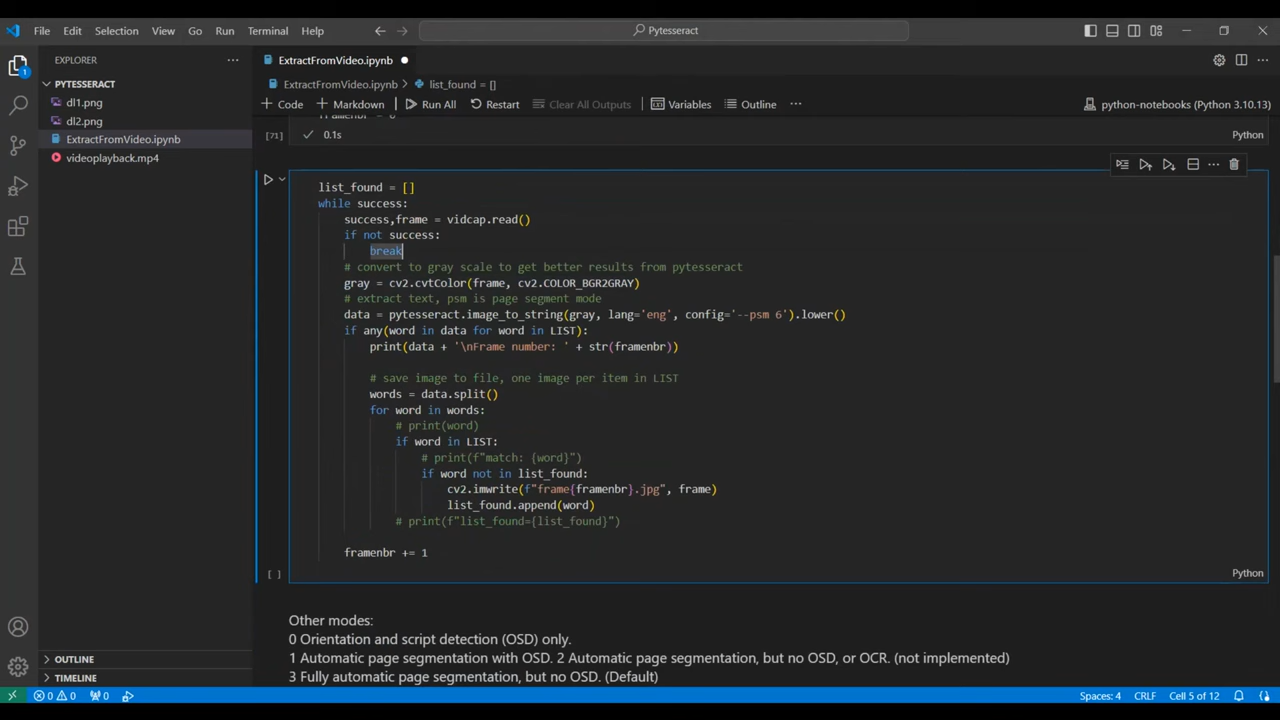 File Edit Selection View Go Run Terminal Help
Pytesseract
EXPLORER
ExtractFromVideo.ipynb
PYTESSERACT
ExtractFromVideo.ipynb > list_found = []
dl1.png
+ Code + Markdown Run All Restart Clear All Outputs Variables Outline ...
python-notebooks (Python 3.10.13)
dl2.png
ExtractFromVideo.ipynb
videoplayback.mp4
[71] 0.1s
Python
list_found = []
while success:
success,frame = vidcap.read()
if not success:
break
# convert to gray scale to get better results from pytesseract
gray = cv2.cvtColor(frame, cv2.COLOR_BGR2GRAY)
# extract text, psm is page segment mode
data = pytesseract.image_to_string(gray, lang='eng', config='--psm 6').lower()
if any(word in data for word in LIST):
print(data + '\nFrame number: ' + str(framenbr))
# save image to file, one image per item in LIST
words = data.split()
for word in words:
# print(word)
if word in LIST:
# print(f"match: {word}")
if word not in list_found:
cv2.imwrite(f"frame{framenbr}.jpg", frame)
list_found.append(word)
# print(f"list_found={list_found}")
framenbr += 1
[ ]
Python
Other modes:
0 Orientation and script detection (OSD) only.
1 Automatic page segmentation with OSD. 2 Automatic page segmentation, but no OSD, or OCR. (not implemented)
3 Fully automatic page segmentation, but no OSD. (Default)
OUTLINE
TIMELINE
0 0 0
Spaces: 4 CRLF Cell 5 of 12